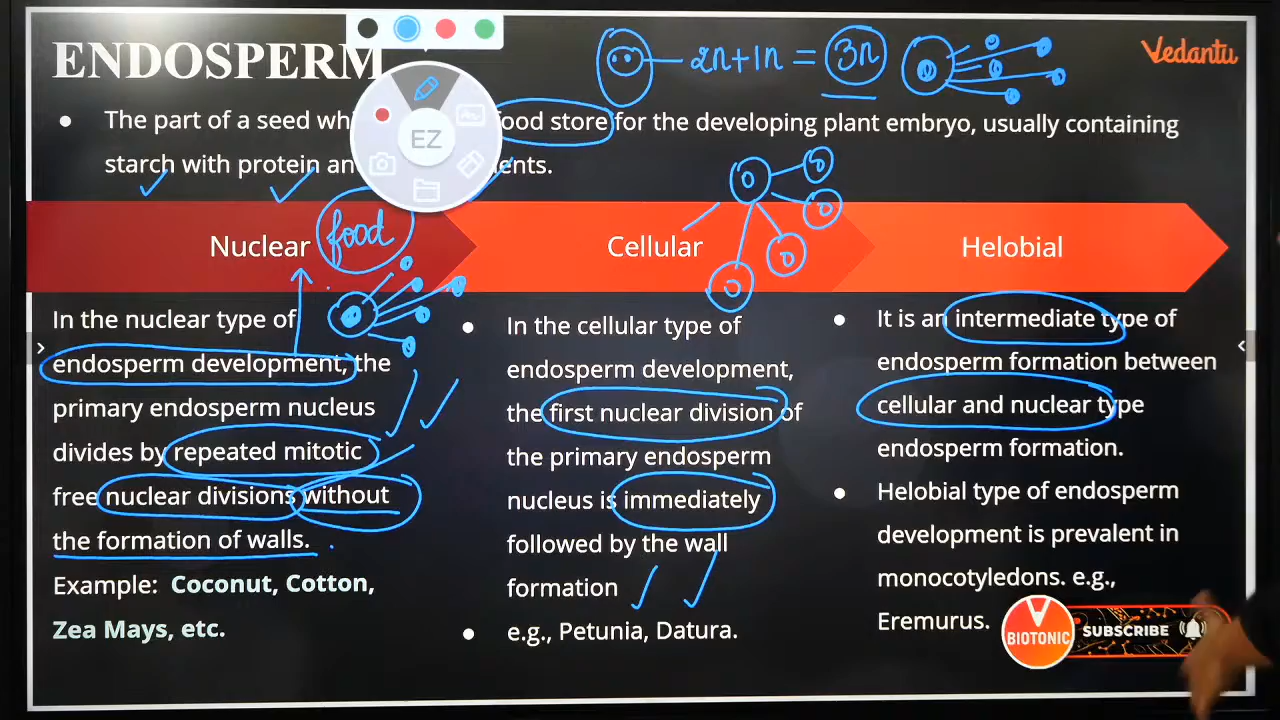 ENDOSPERM
2n+1n = 3n
Vedantu
EZ
The part of a seed whi food store for the developing plant embryo, usually containing
starch with protein an ents.
Nuclear
food
Cellular
Helobial
In the nuclear type of
endosperm development, the
primary endosperm nucleus
divides by repeated mitotic
free nuclear divisions without
the formation of walls.
Example: Coconut, Cotton,
Zea Mays, etc.
In the cellular type of
endosperm development,
the first nuclear division of
the primary endosperm
nucleus is immediately
followed by the wall
formation
e.g., Petunia, Datura.
It is an intermediate type of
endosperm formation between
cellular and nuclear type
endosperm formation.
Helobial type of endosperm
development is prevalent in
monocotyledons. e.g.,
Eremurus.
BIOTONIC
SUBSCRIBE